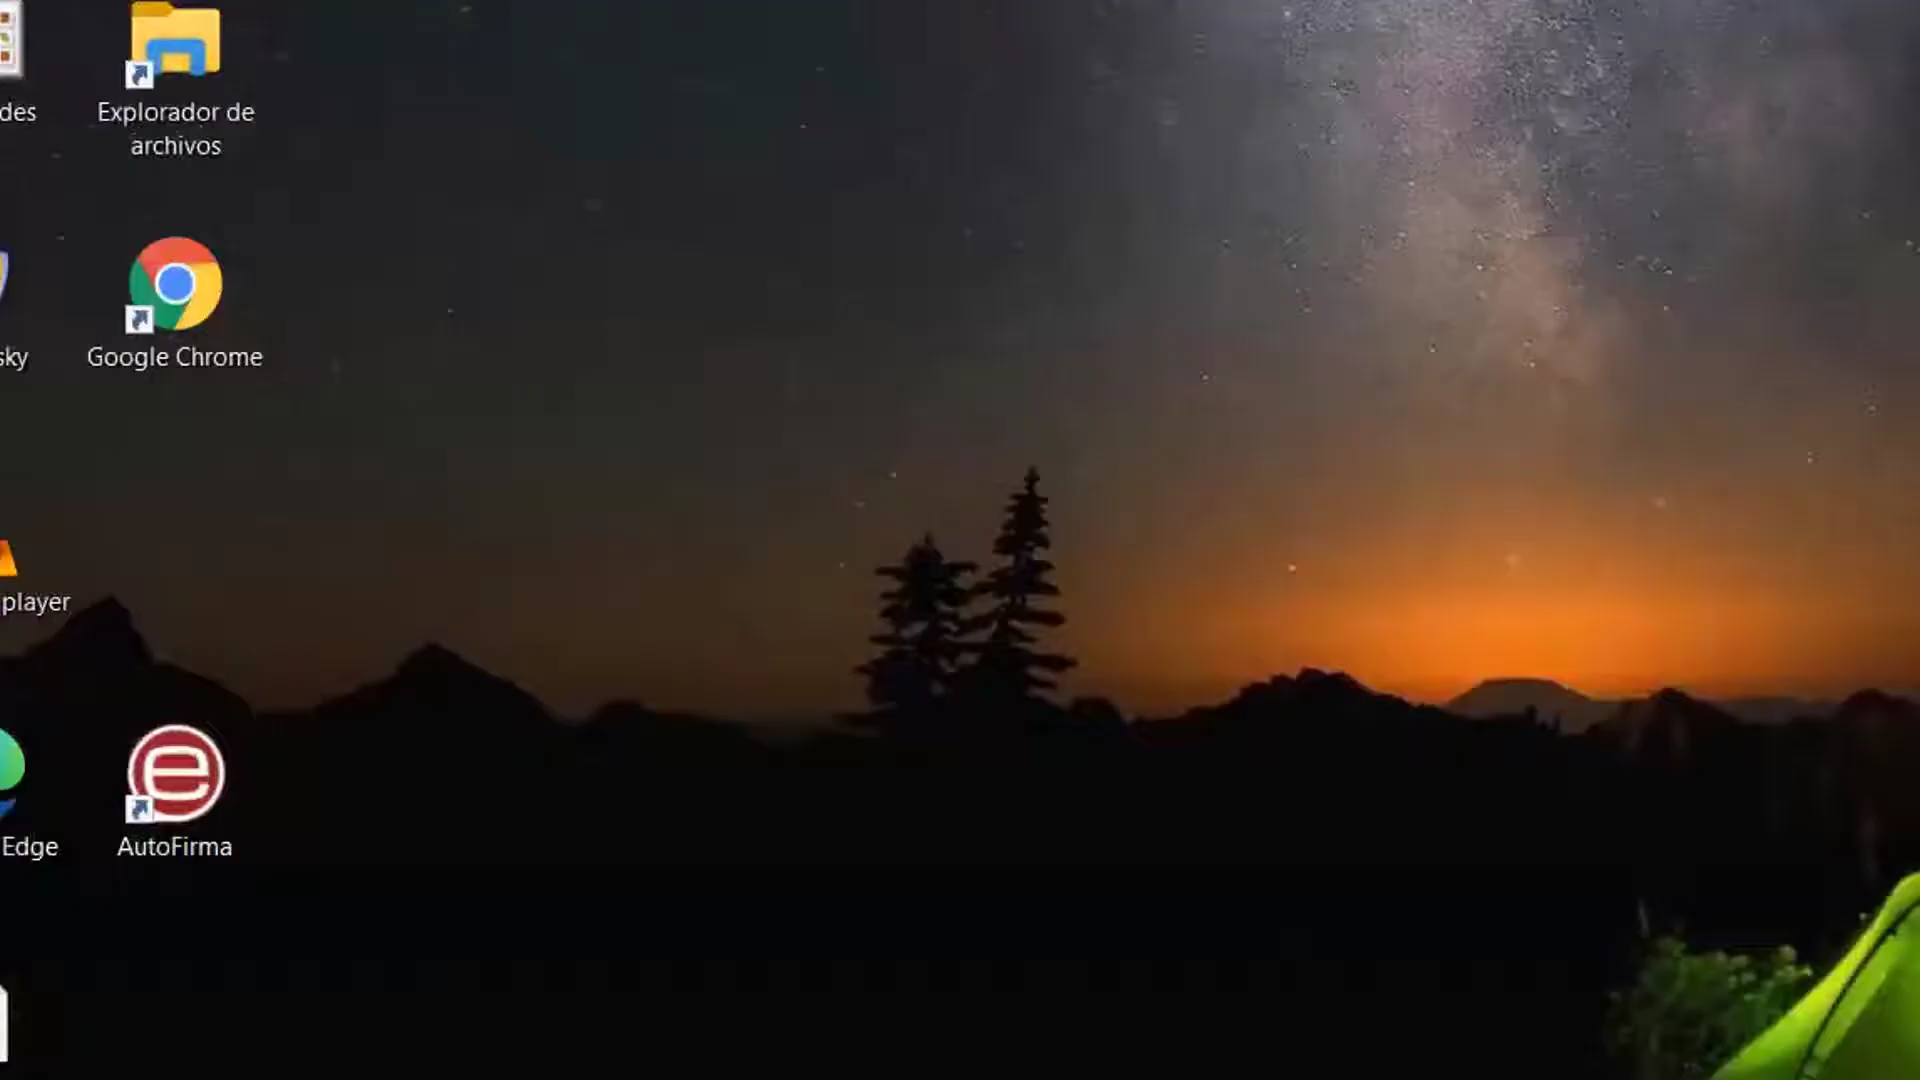 des
Explorador de
archivos
sky
Google Chrome
player
Edge
AutoFirma